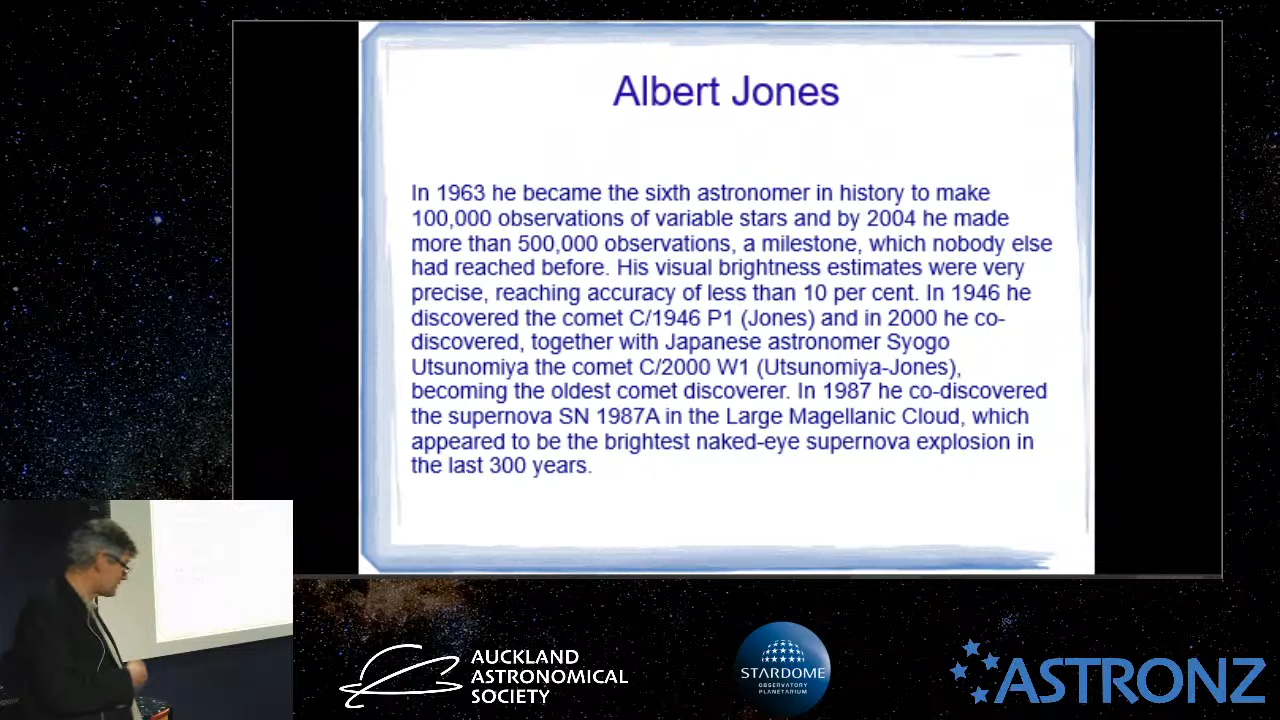 Albert Jones
In 1963 he became the sixth astronomer in history to make
100,000 observations of variable stars and by 2004 he made
more than 500,000 observations, a milestone, which nobody else
had reached before. His visual brightness estimates were very
precise, reaching accuracy of less than 10 per cent. In 1946 he
discovered the comet C/1946 P1 (Jones) and in 2000 he co-
discovered, together with Japanese astronomer Syogo
Utsunomiya the comet C/2000 W1 (Utsunomiya-Jones),
becoming the oldest comet discoverer. In 1987 he co-discovered
the supernova SN 1987A in the Large Magellanic Cloud, which
appeared to be the brightest naked-eye supernova explosion in
the last 300 years.
AUCKLAND
ASTRONOMICAL
SOCIETY
STARDOME
OBSERVATORY
PLANETARIUM
ASTRONZ